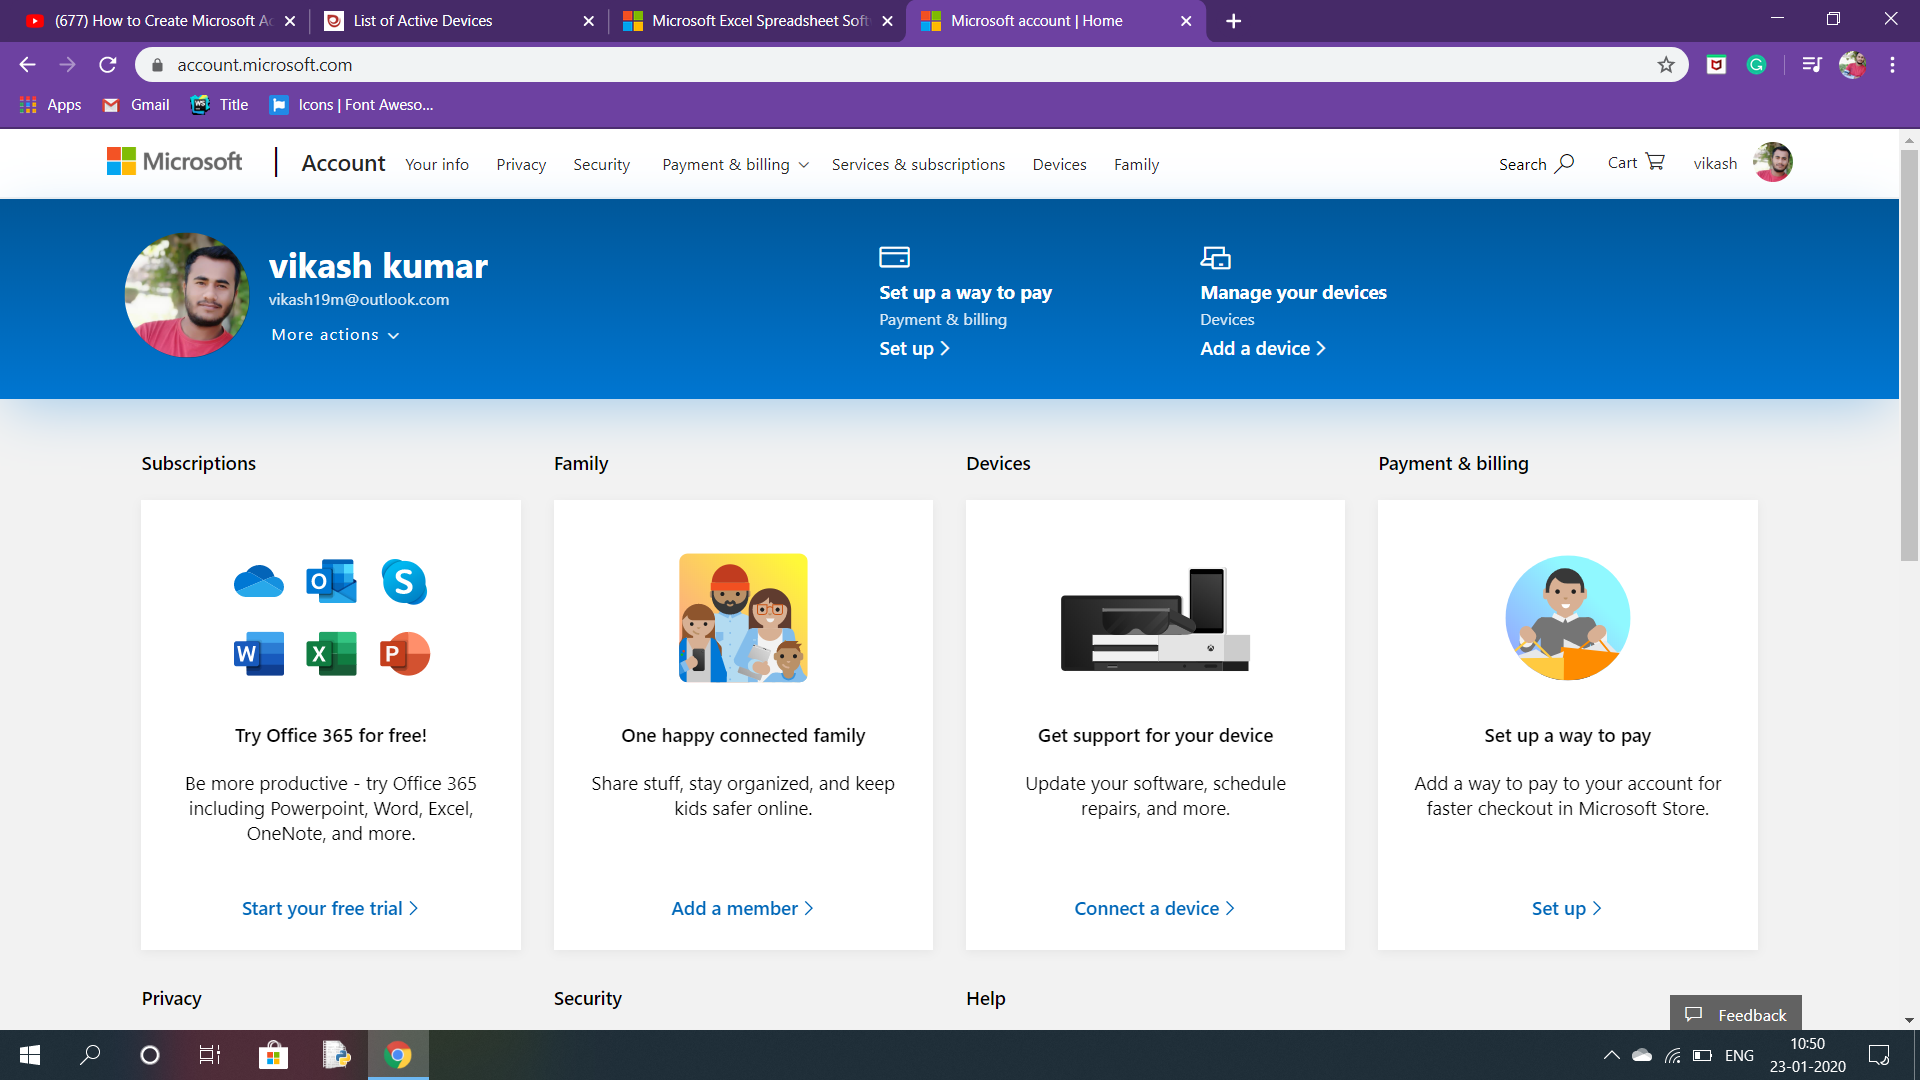 (677) How to Create Microsoft Ac
List of Active Devices
Microsoft Excel Spreadsheet Soft
Microsoft account | Home
account.microsoft.com
Apps
Gmail
Title
Icons | Font Aweso...
Microsoft
Account
Your info
Privacy
Security
Payment & billing
Services & subscriptions
Devices
Family
Search
Cart
vikash
vikash kumar
vikash19m@outlook.com
More actions
Set up a way to pay
Payment & billing
Set up
Manage your devices
Devices
Add a device
Subscriptions
Family
Devices
Payment & billing
Try Office 365 for free!
Be more productive - try Office 365
including Powerpoint, Word, Excel,
OneNote, and more.
Start your free trial
One happy connected family
Share stuff, stay organized, and keep
kids safer online.
Add a member
Get support for your device
Update your software, schedule
repairs, and more.
Connect a device
Set up a way to pay
Add a way to pay to your account for
faster checkout in Microsoft Store.
Set up
Privacy
Security
Help
Feedback
ENG
10:50
23-01-2020